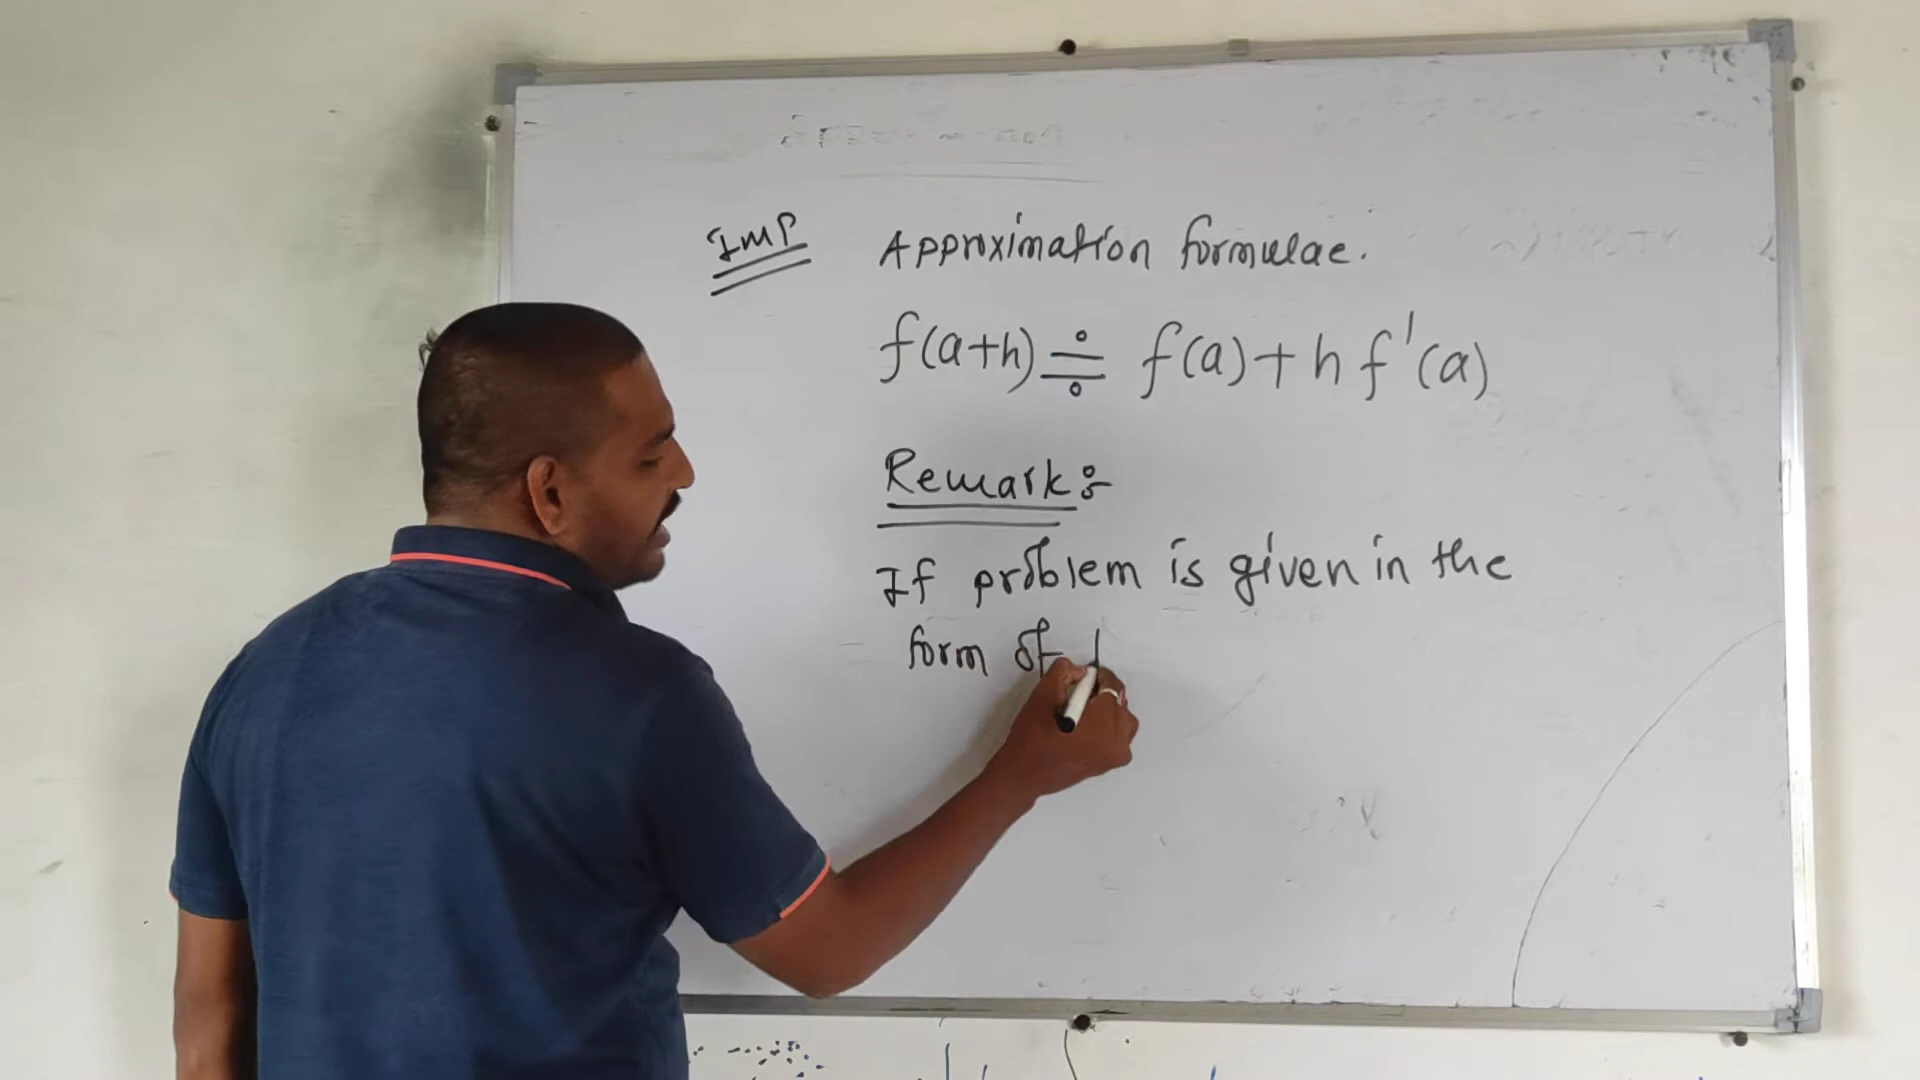 IMP Approximation formulae.
f(a+h) ≑ f(a)+h f'(a)
Remark:-
If problem is given in the
form of